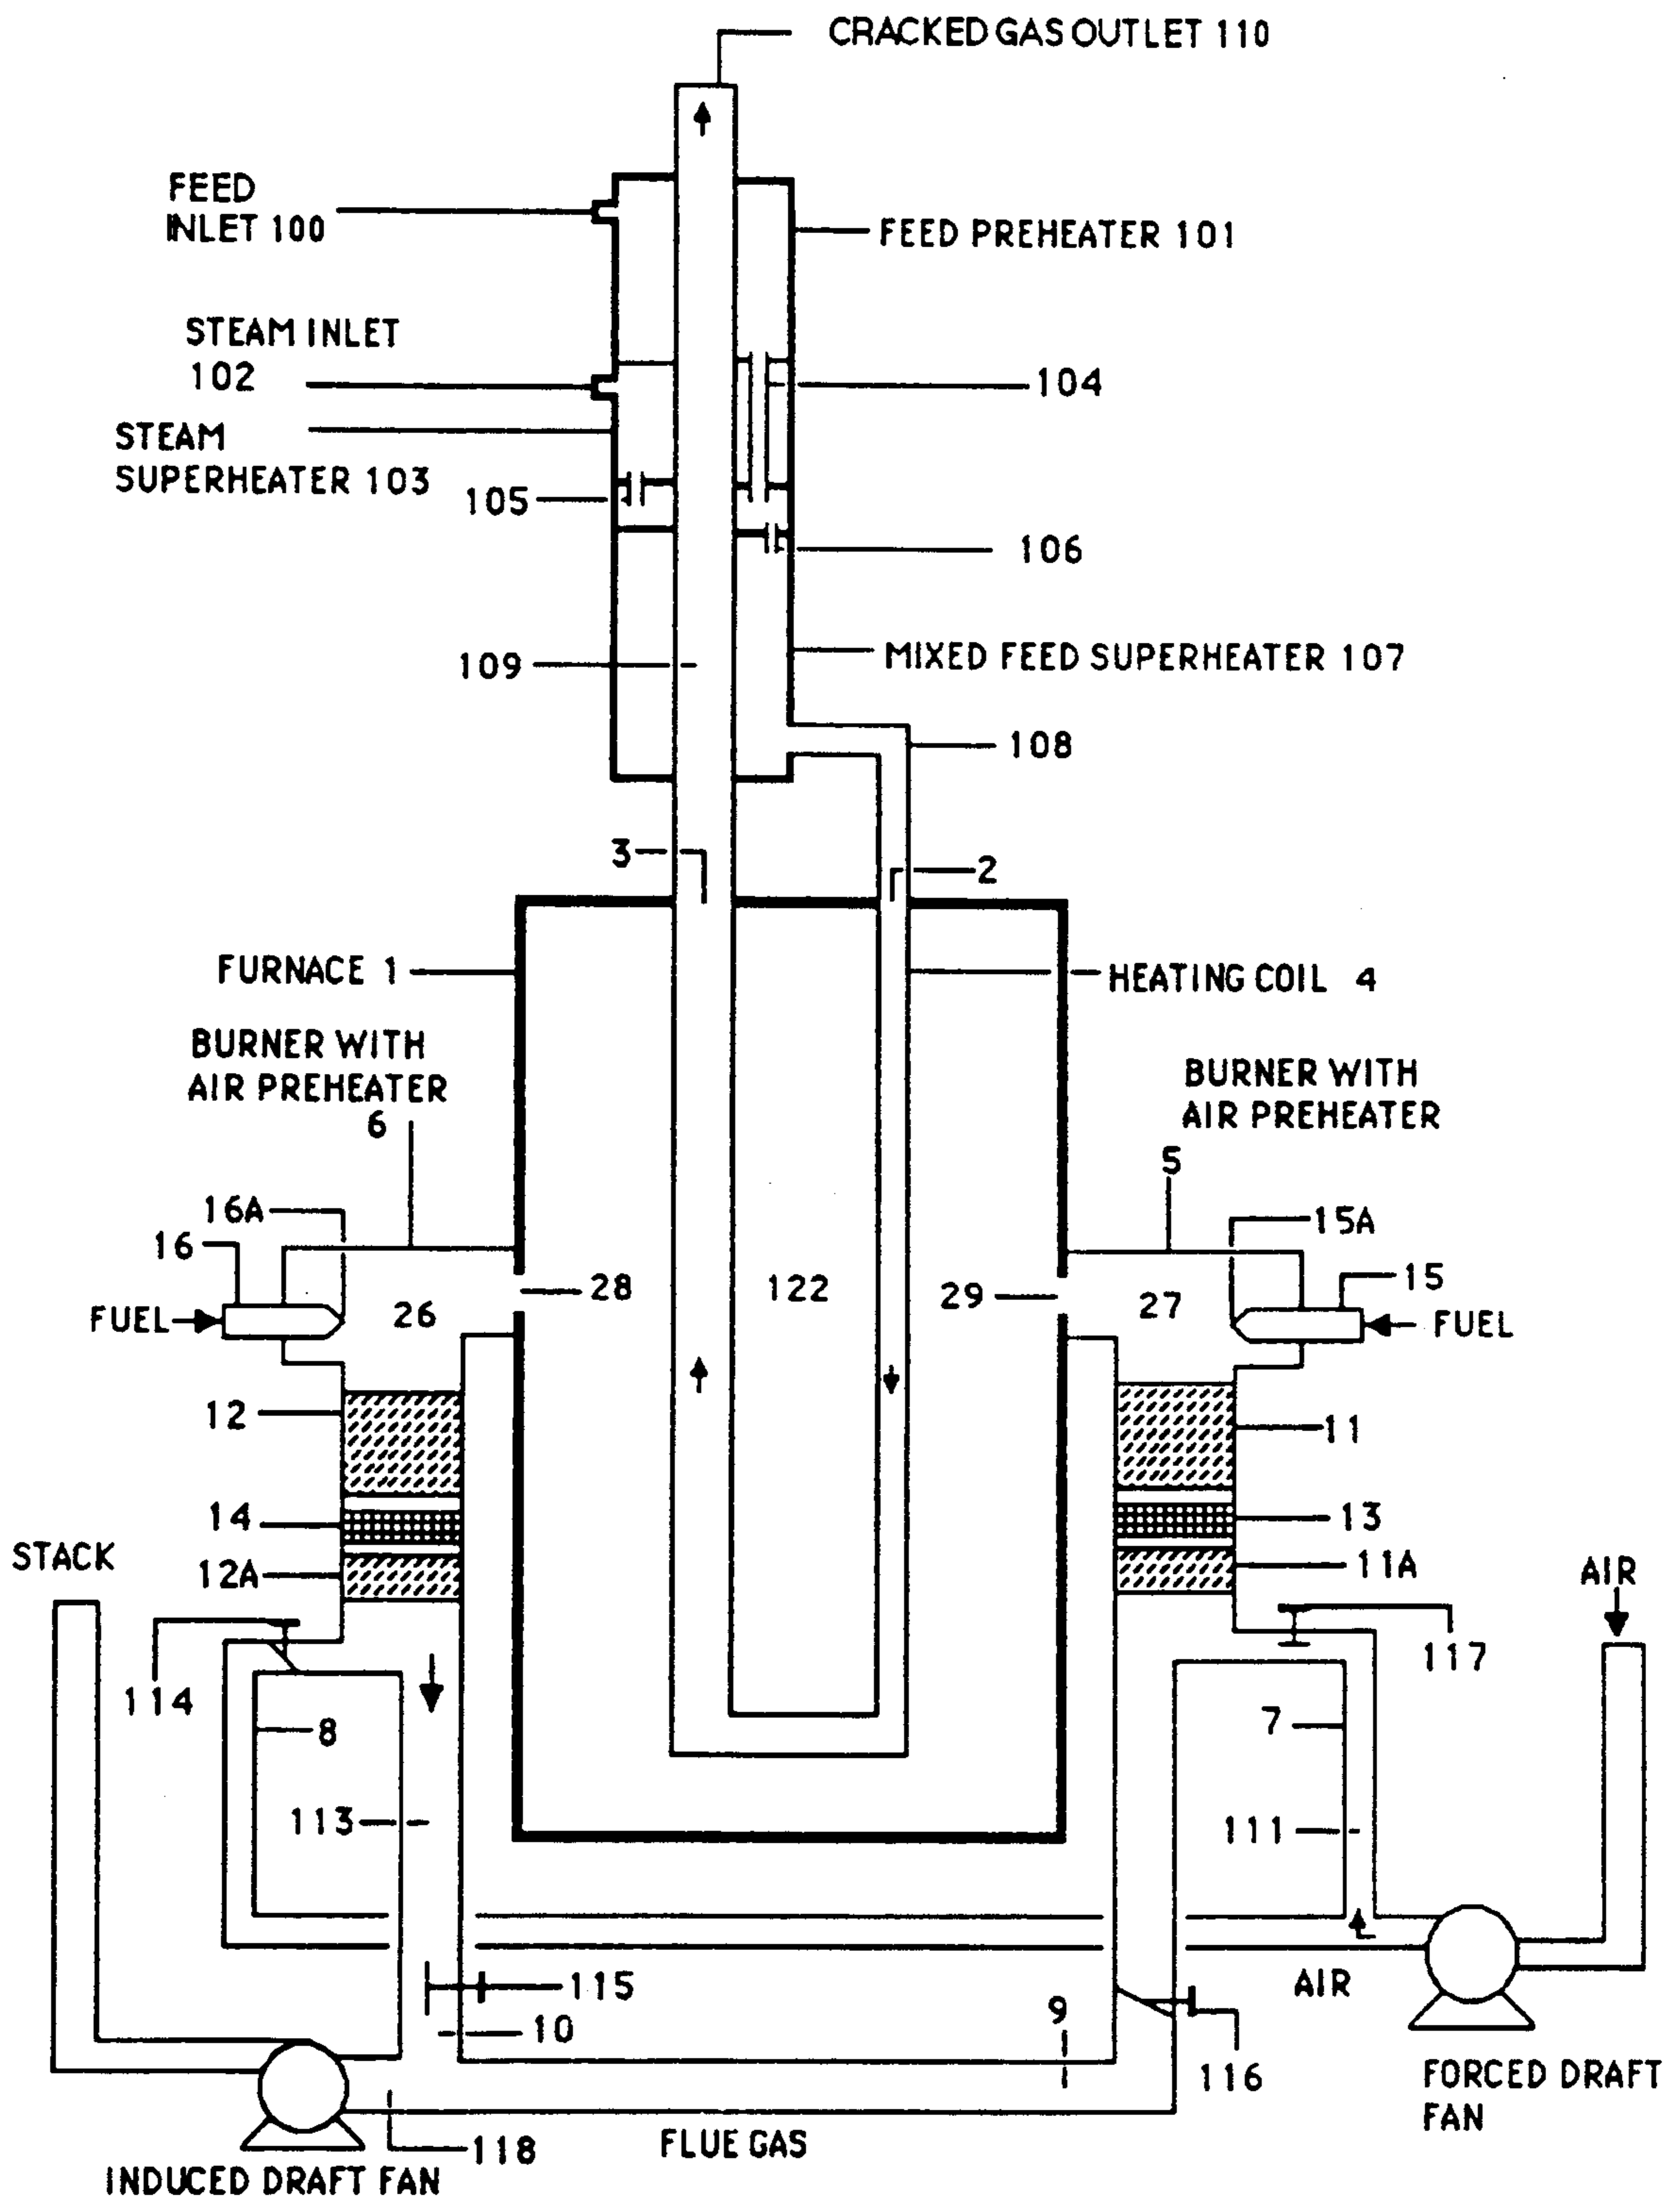 CRACKED GAS OUTLET 110
FEED
INLET 100
FEED PREHEATER 101
STEAM INLET
102
104
STEAM
SUPERHEATER 103
105
106
109
MIXED FEED SUPERHEATER 107
108
3
2
FURNACE 1
HEATING COIL 4
BURNER WITH
AIR PREHEATER
6
BURNER WITH
AIR PREHEATER
5
16A
15A
16
15
28
122
29
26
27
FUEL
FUEL
12
11
14
13
STACK
12A
11A
AIR
114
117
8
7
113
111
115
AIR
10
9
116
FORCED DRAFT
FAN
118
FLUE GAS
INDUCED DRAFT FAN